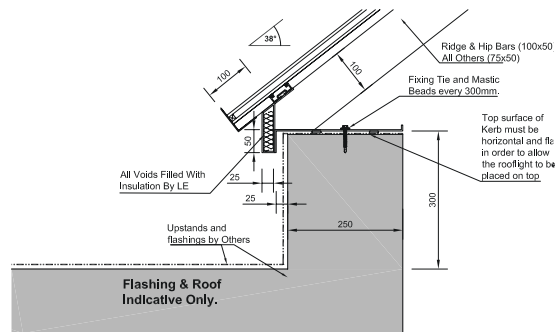 38°
Ridge & Hip Bars (100x50
All Others (75x50)
100
100
Fixing Tie and Mastic
Beads every 300mm.
Top surface of
Kerb must be
horizontal and fla
in order to allow
the rooflight to be
placed on top
50
All Voids Filled With
Insulation By LE
25
25
250
300
Upstands and
flashings by Others
Flashing & Roof
Indicative Only.